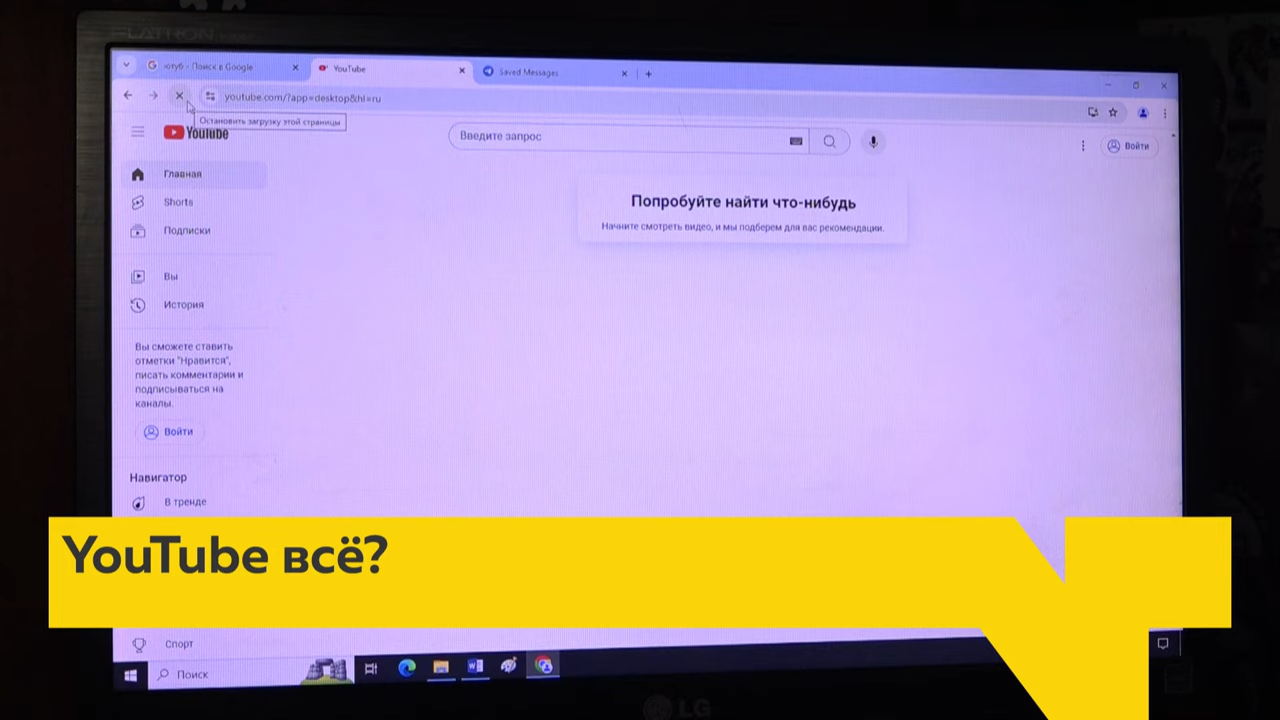 FLATRON
ютуб - Поиск в Google
YouTube
Saved Messages
youtube.com/?app=desktop&hl=ru
Остановить загрузку этой страницы
YouTube
Введите запрос
Войти
Главная
Shorts
Подписки
Попробуйте найти что-нибудь
Начните смотреть видео, и мы подберем для вас рекомендации.
Вы
История
Вы сможете ставить
отметки "Нравится",
писать комментарии и
подписываться на
каналы.
Войти
Навигатор
В тренде
YouTube всё?
Спорт
Поиск
LG